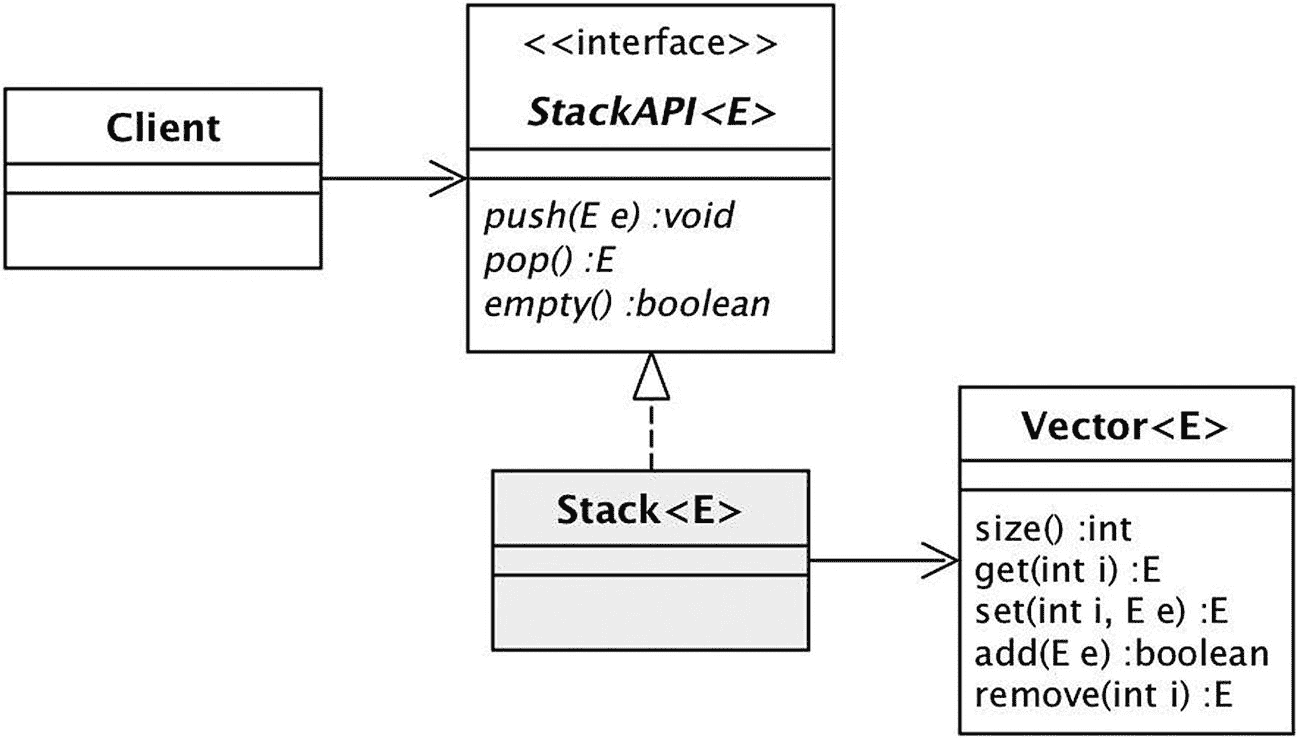 Client
<<interface>>
StackAPI<E>
push(E e) :void
pop() :E
empty() :boolean
Stack<E>
Vector<E>
size() :int
get(int i) :E
set(int i, E e) :E
add(E e) :boolean
remove(int i) :E